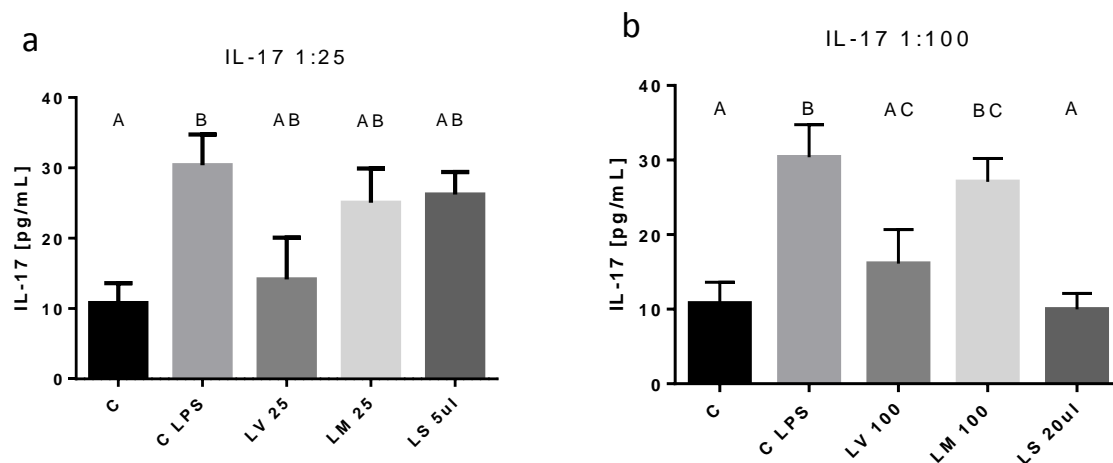 a
IL-17 1:25
IL-17 [pg/mL]
40
30
20
10
0
A
B
AB
AB
AB
C
C LPS
LV 25
LM 25
LS 5ul
b
IL-17 1:100
IL-17 [pg/mL]
40
30
20
10
0
A
B
AC
BC
A
C
C LPS
LV 100
LM 100
LS 20ul